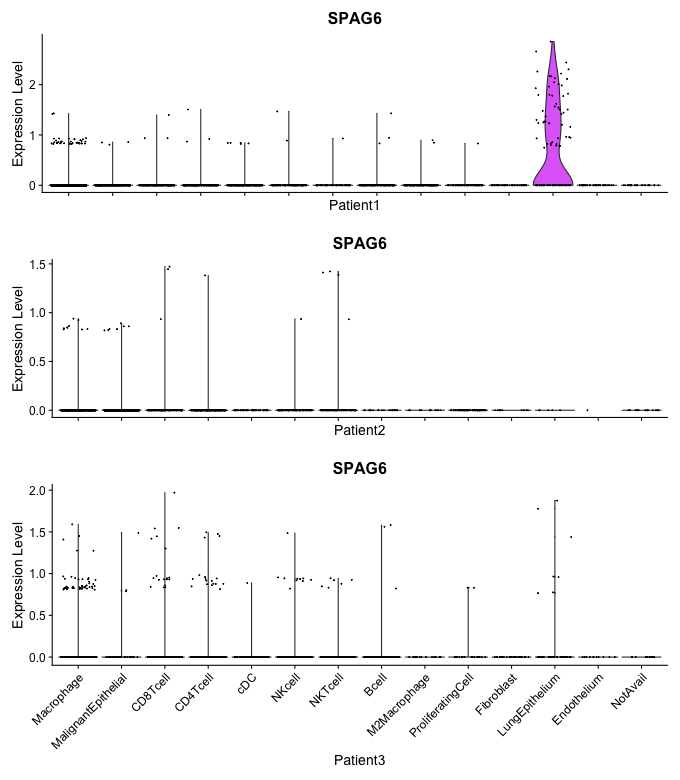 SPAG6
Expression Level
2
1
0
Patient1
SPAG6
Expression Level
1.5
1.0
0.5
0.0
Patient2
SPAG6
Expression Level
2.0
1.5
1.0
0.5
0.0
Macrophage
MalignantEpithelial
CD8Tcell
CD4Tcell
cDC
NKcell
NKTcell
Bcell
M2Macrophage
ProliferatingCell
Fibroblast
LungEpithelium
Endothelium
NotAvail
Patient3